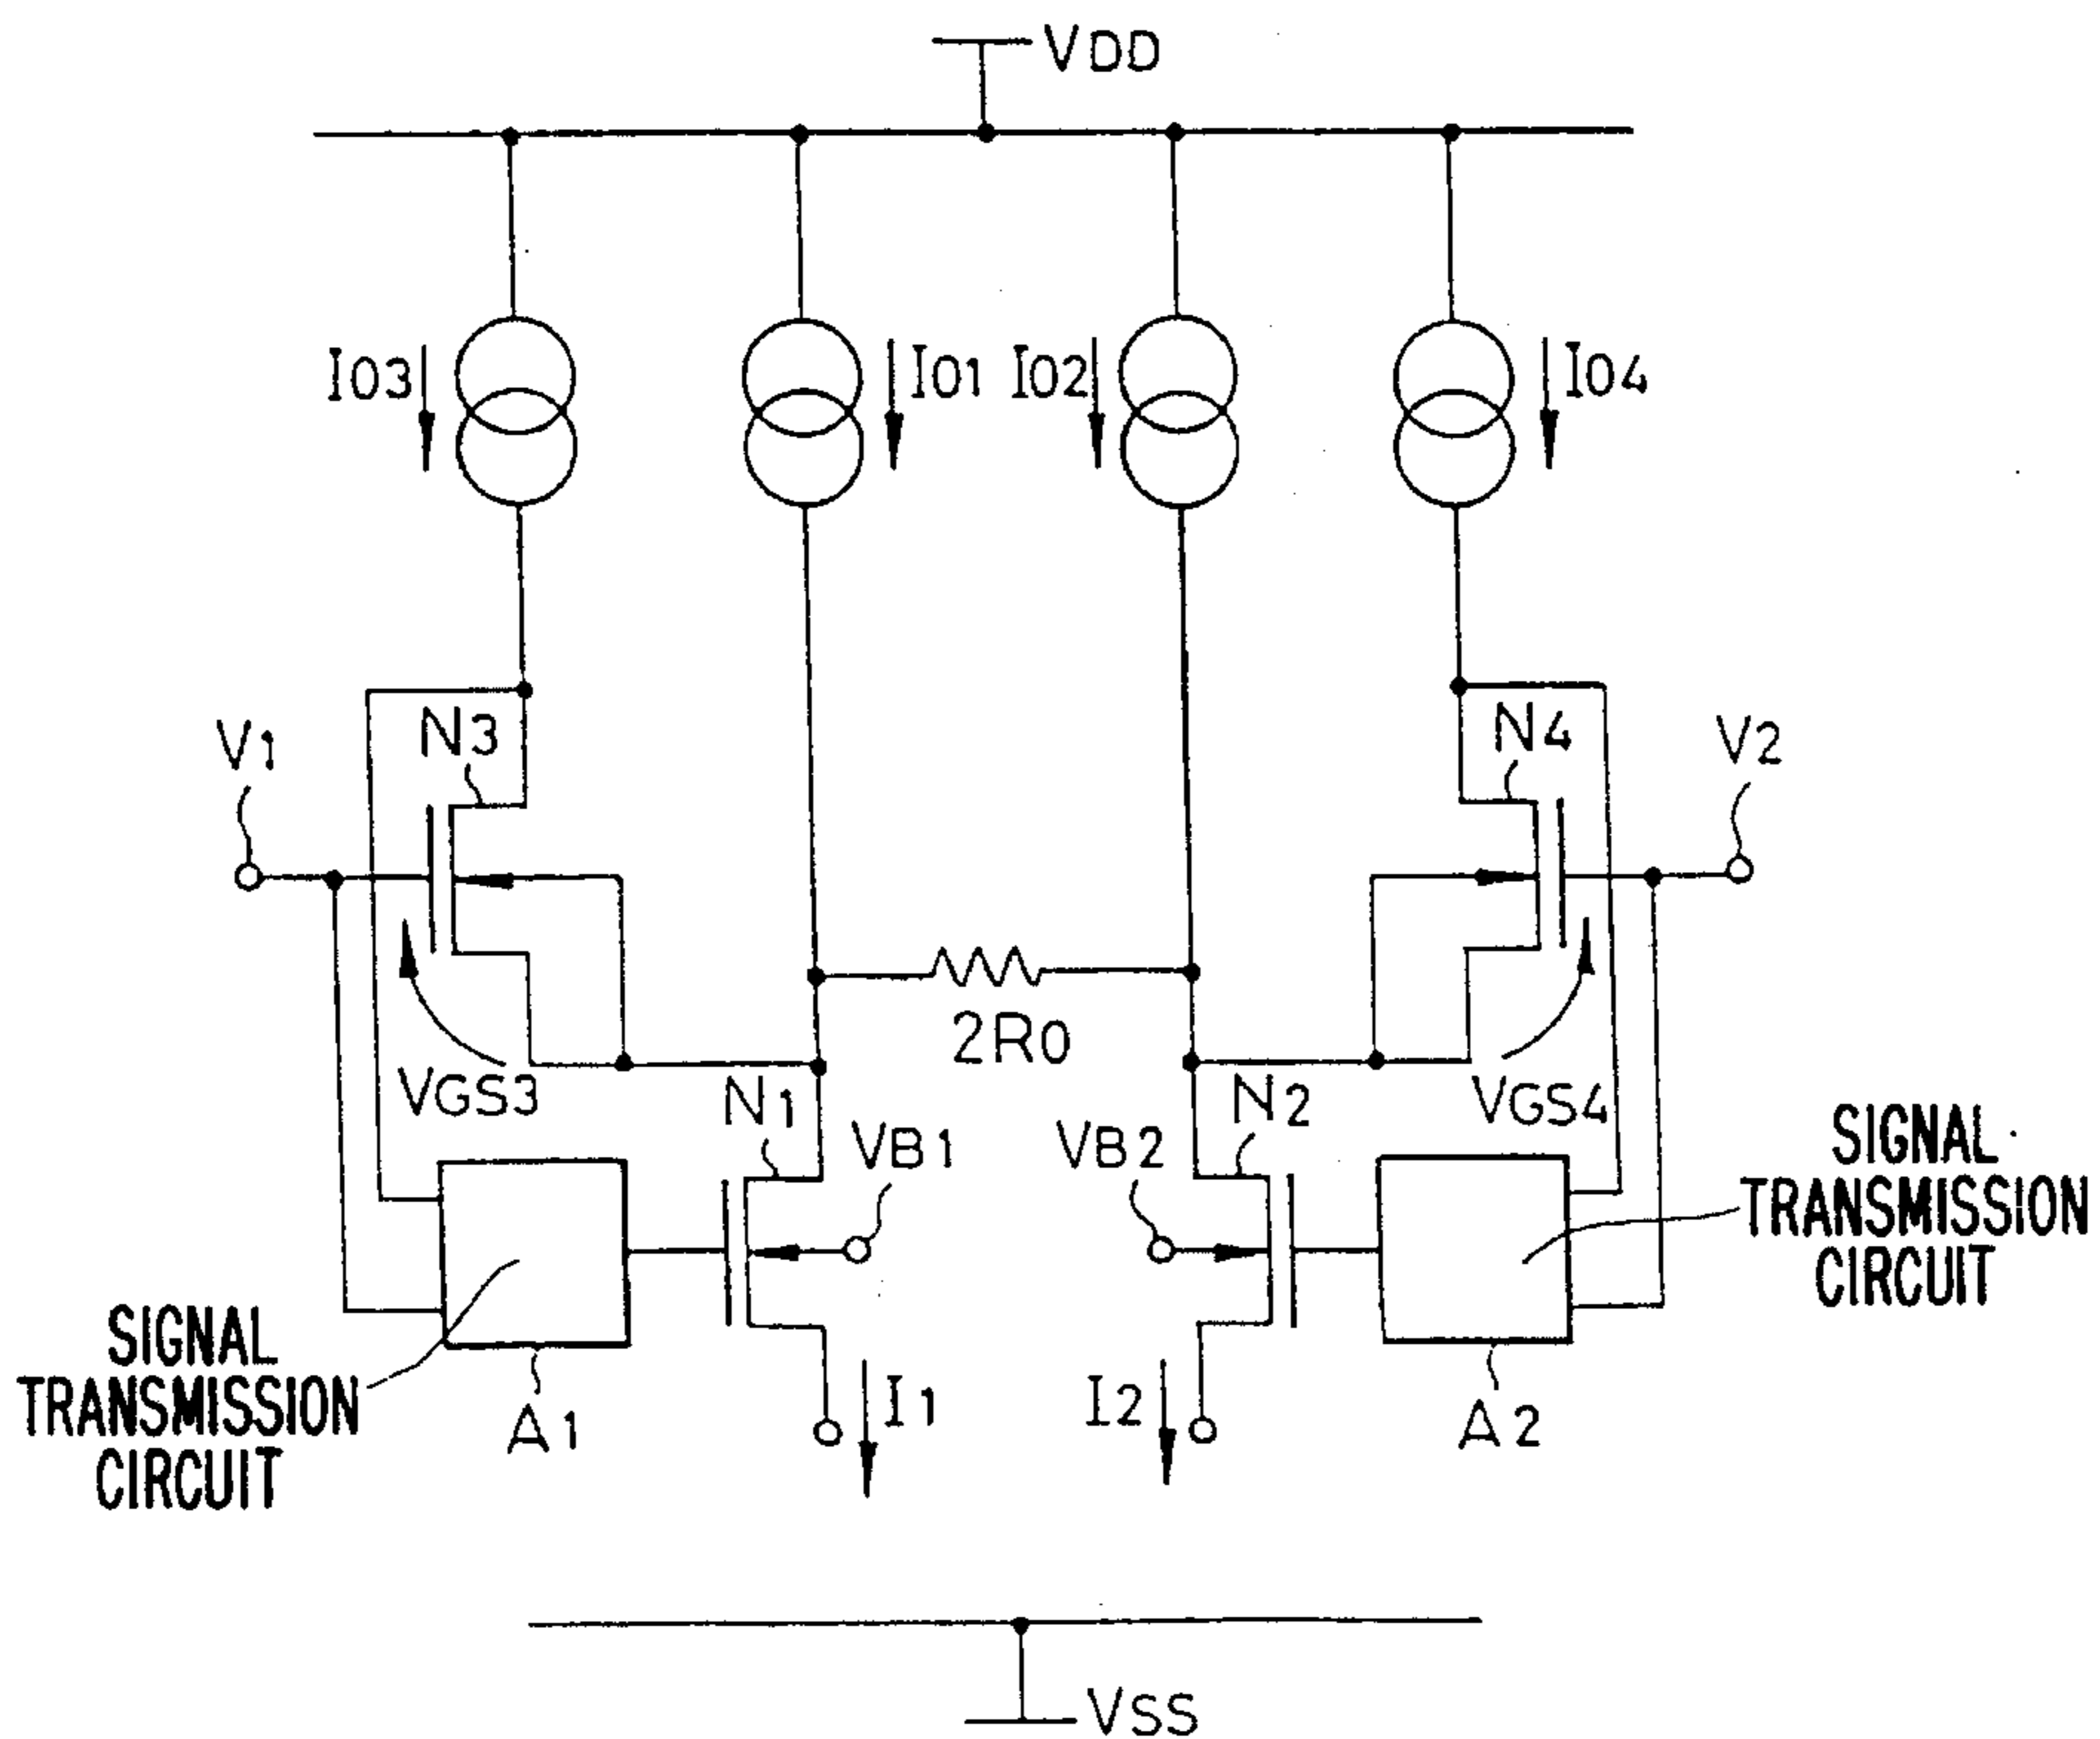 VDD
I03
I01
I02
I04
V1
N3
N4
V2
2R0
VGS3
N1
VB1
VB2
N2
VGS4
SIGNAL
TRANSMISSION
CIRCUIT
SIGNAL
TRANSMISSION
CIRCUIT
A1
I1
I2
A2
VSS